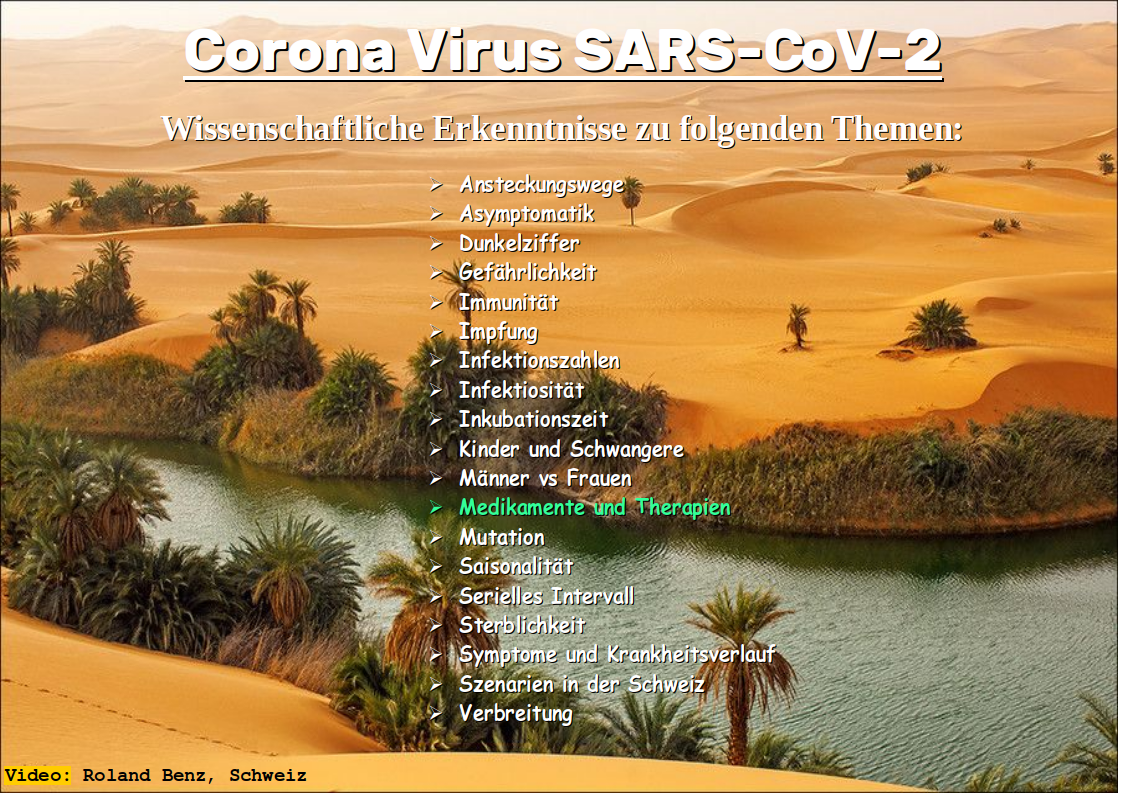 Corona Virus SARS-CoV-2
Wissenschaftliche Erkenntnisse zu folgenden Themen:
Ansteckungswege
Asymptomatik
Dunkelziffer
Gefährlichkeit
Immunität
Impfung
Infektionszahlen
Infektiosität
Inkubationszeit
Kinder und Schwangere
Männer vs Frauen
Medikamente und Therapien
Mutation
Saisonalität
Serielles Intervall
Sterblichkeit
Symptome und Krankheitsverlauf
Szenarien in der Schweiz
Verbreitung
Video: Roland Benz, Schweiz